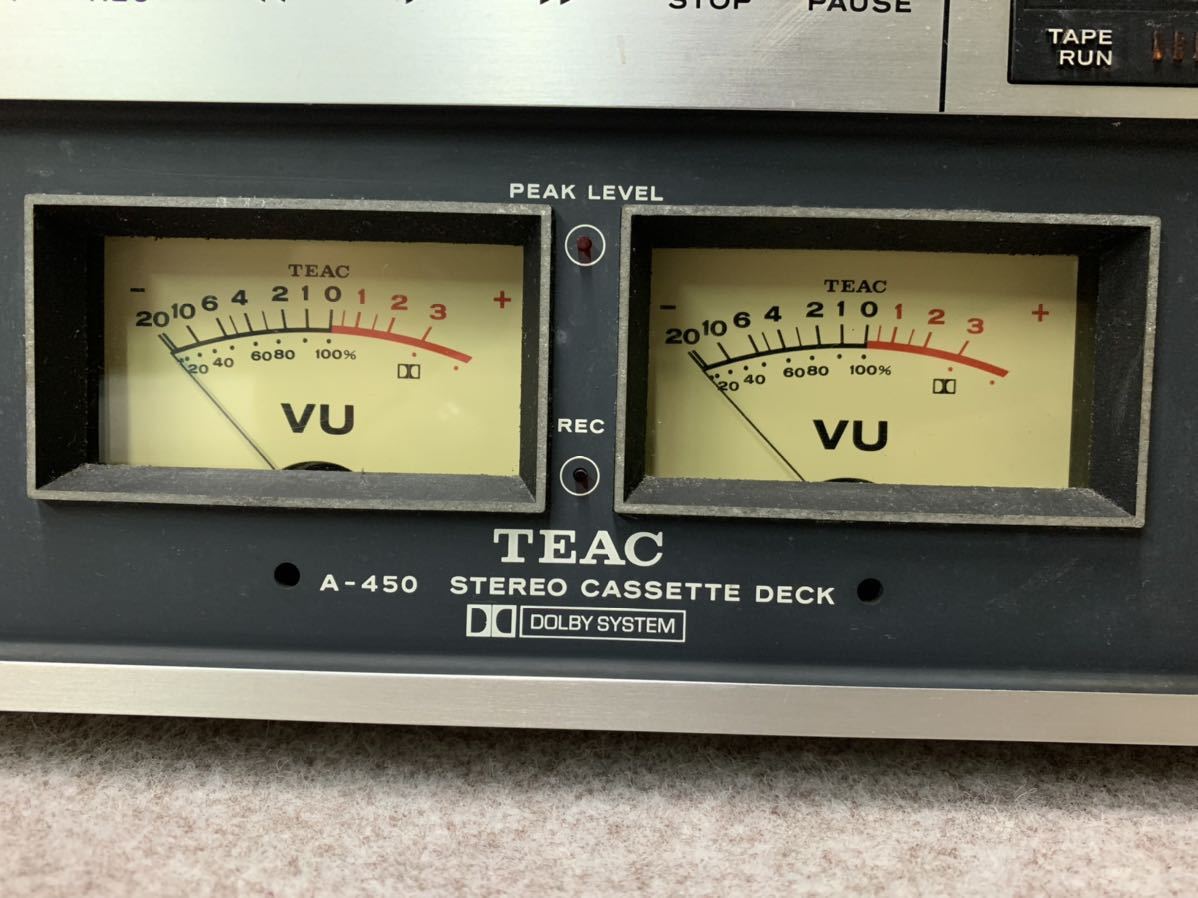 STOP PAUSE
TAPE
RUN
PEAK LEVEL
TEAC
- 20 10 6 4 2 1 0 1 2 3 +
20 40 60 80 100%
VU
TEAC
- 20 10 6 4 2 1 0 1 2 3 +
20 40 60 80 100%
VU
REC
TEAC
A-450 STEREO CASSETTE DECK
DOLBY SYSTEM